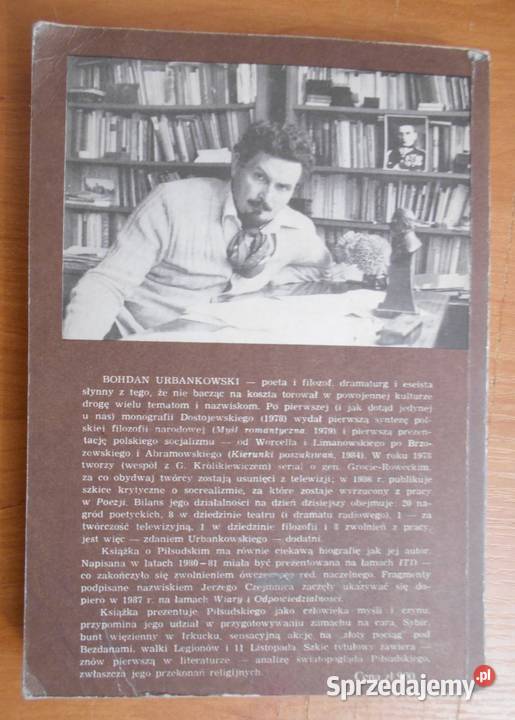 BOHDAN URBANKOWSKI — poeta i filozof, dramaturg i eseista
słynny z tego, że nie bacząc na koszta torował w powojennej kulturze
drogę wielu tematom i nazwiskom. Po pierwszej (i jak dotąd jedynej
u nas) monografii Dostojewskiego (1978) wydał pierwszą syntezę pol-
skiej filozofii narodowej (Myśl romantyczna, 1979) i pierwszą prezen-
tację polskiego socjalizmu — od Worcella i Limanowskiego po Brzo-
zowskiego i Abramowskiego (Kierunki poszukiwań, 1984). W roku 1978
tworzy (wespół z G. Królikiewiczem) serial o gen. Grocie-Roweckim,
za co obydwaj twórcy zostają usunięci z telewizji; w publikuje
szkice krytyczne o socrealizmie, za które zostaje wyrzucony z pracy
w Poezji. Bilans jego działalności na dzień dzisiejszy obejmuje: 20 na-
gród poetyckich, 8 w dziedzinie teatru (i dramatu radiowego), 1 — za
twórczość telewizyjną, 1 w dziedzinie filozofii i zwolnień z pracy,
jest więc — zdaniem Urbankowskiego — dodatni.
Książka o Piłsudskim ma równie ciekawą biografię jak jej autor.
Napisana w latach 1980—81 miała być prezentowana na łamach ITD —
co zakończyło się zwolnieniem ówczesnego red. naczelnego. Fragmenty
podpisane nazwiskiem Jerzego Czejmnica zaczęły ukazywać się do-
piero w 1987 r. na łamach Wiary i Odpowiedzialności.
Książka prezentuje Piłsudskiego jako człowieka myśli i czynu,
przypomina jego udział w przygotowywaniu zamachu na cara, Sybir,
bunt więzienny w Irkucku, sensacyjną akcję na „złoty pociąg" pod
Bezdanami, walki Legionów i 11 Listopada. Szkic tytułowy zawiera —
znów pierwszą w literaturze — analizę światopoglądu Piłsudskiego,
zwłaszcza jego przekonań religijnych.
Cena zł
Sprzedajemy.pl